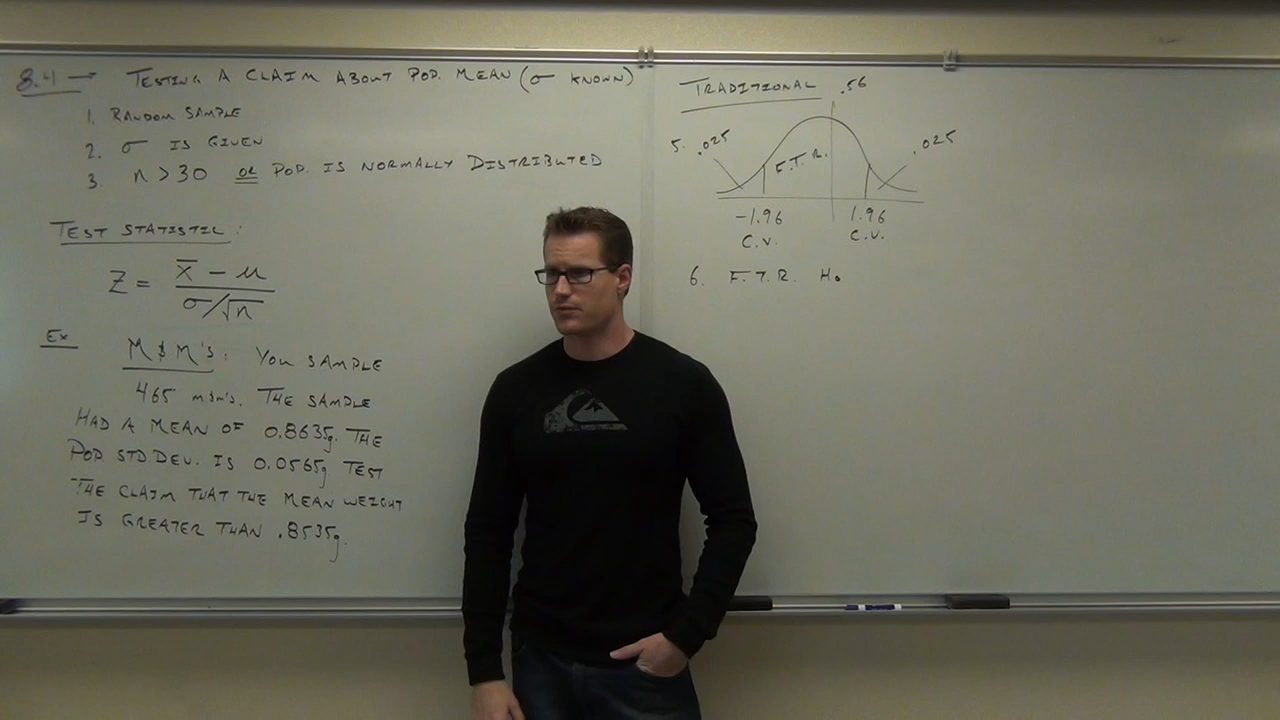 8.4 → TESTING A CLAIM ABOUT POP. MEAN (σ KNOWN)
1. RANDOM SAMPLE
2. σ IS GIVEN
3. n > 30 OR POP. IS NORMALLY DISTRIBUTED
TEST STATISTIC:
Z = (x̄ - μ) / (σ/√n)
EX M&M'S: YOU SAMPLE
465 M&M'S. THE SAMPLE
HAD A MEAN OF 0.8635g. THE
POP STD DEV. IS 0.0565g TEST
THE CLAIM THAT THE MEAN WEIGHT
IS GREATER THAN .8535g.
TRADITIONAL .56
5. .025 F.T.R. .025
-1.96 1.96
C.V. C.V.
6. F.T.R. H₀